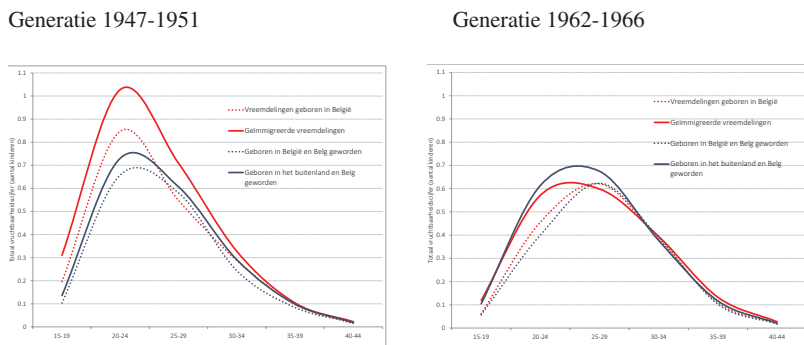 Generatie 1947-1951
Generatie 1962-1966
Totaal vruchtbaarheidscijfer (aantal kinderen)
1.1
1
0.9
0.8
0.7
0.6
0.5
0.4
0.3
0.2
0.1
0
15-19
20-24
25-29
30-34
35-39
40-44
Vreemdelingen geboren in België
Geïmmigreerde vreemdelingen
Geboren in België en Belg geworden
Geboren in het buitenland en Belg
geworden
Totaal vruchtbaarheidscijfer (aantal kinderen)
1.1
1
0.9
0.8
0.7
0.6
0.5
0.4
0.3
0.2
0.1
0
15-19
20-24
25-29
30-34
35-39
40-44
Vreemdelingen geboren in België
Geïmmigreerde vreemdelingen
Geboren in België en Belg geworden
Geboren in het buitenland en Belg
geworden